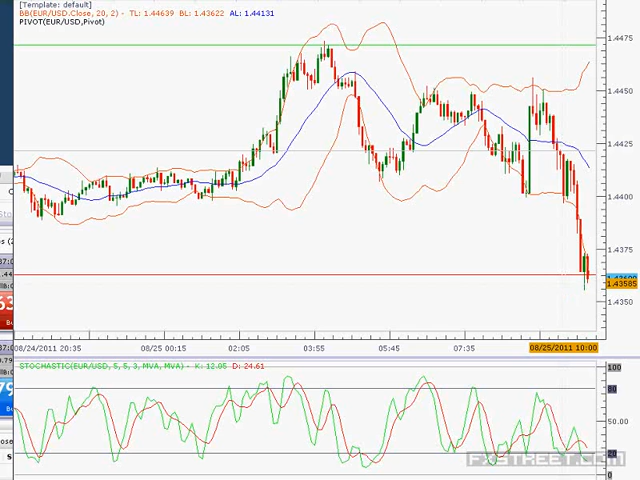 [Template: default]
BB(EUR/USD.Close, 20, 2) - TL: 1.44639 BL: 1.43622 AL: 1.44131
PIVOT(EUR/USD,Pivot)
1.4475
1.4450
1.4425
1.4400
1.4375
1.43585
1.4350
08/24/2011 20:35 08/25 00:15 02:05 03:55 05:45 07:35 08/25/2011 10:00
STOCHASTIC(EUR/USD, 5, 5, 3, MVA, MVA) - K: 12.05 D: 24.61
100
80
50.00
20
0
FXSTREET.COM